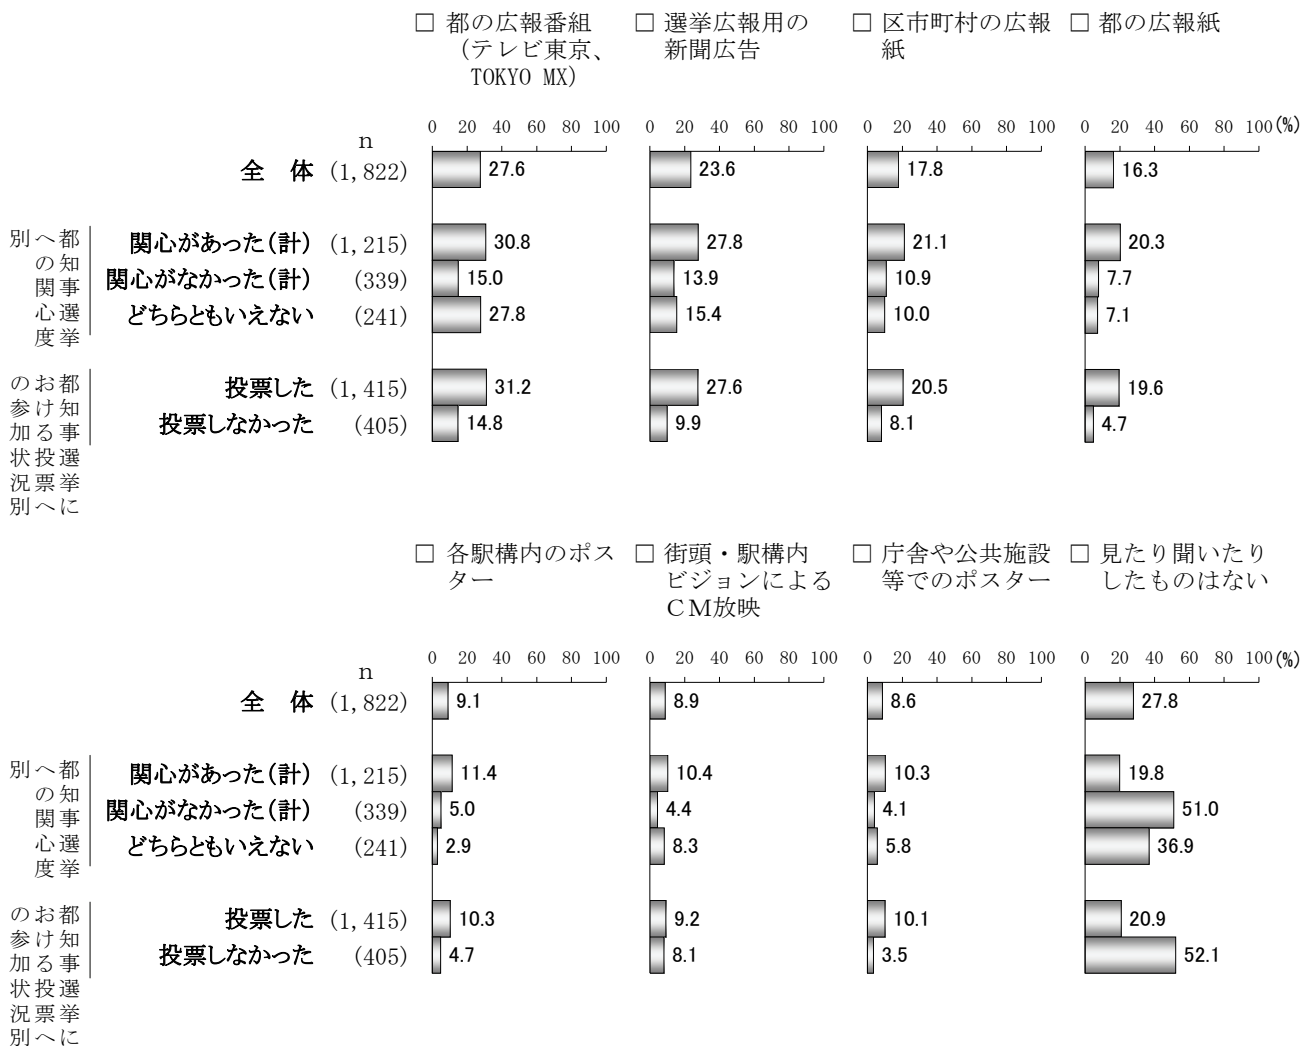 □ 都の広報番組 □ 選挙広報用の □ 区市町村の広報 □ 都の広報紙
(テレビ東京、 新聞広告 紙
TOKYO MX)
0 20 40 60 80 100 0 20 40 60 80 100 0 20 40 60 80 100 0 20 40 60 80 100(%)
n
全 体 (1,822) 27.6 23.6 17.8 16.3
都知事選挙
への関心度
別
関心があった(計) (1,215) 30.8 27.8 21.1 20.3
関心がなかった(計) (339) 15.0 13.9 10.9 7.7
どちらともいえない (241) 27.8 15.4 10.0 7.1
都知事選挙に
おける投票へ
の参加状況別
投票した (1,415) 31.2 27.6 20.5 19.6
投票しなかった (405) 14.8 9.9 8.1 4.7
□ 各駅構内のポス □ 街頭・駅構内 □ 庁舎や公共施設 □ 見たり聞いたり
ター ビジョンによる 等でのポスター したものはない
CM放映
0 20 40 60 80 100 0 20 40 60 80 100 0 20 40 60 80 100 0 20 40 60 80 100(%)
n
全 体 (1,822) 9.1 8.9 8.6 27.8
都知事選挙
への関心度
別
関心があった(計) (1,215) 11.4 10.4 10.3 19.8
関心がなかった(計) (339) 5.0 4.4 4.1 51.0
どちらともいえない (241) 2.9 8.3 5.8 36.9
都知事選挙に
おける投票へ
の参加状況別
投票した (1,415) 10.3 9.2 10.1 20.9
投票しなかった (405) 4.7 8.1 3.5 52.1